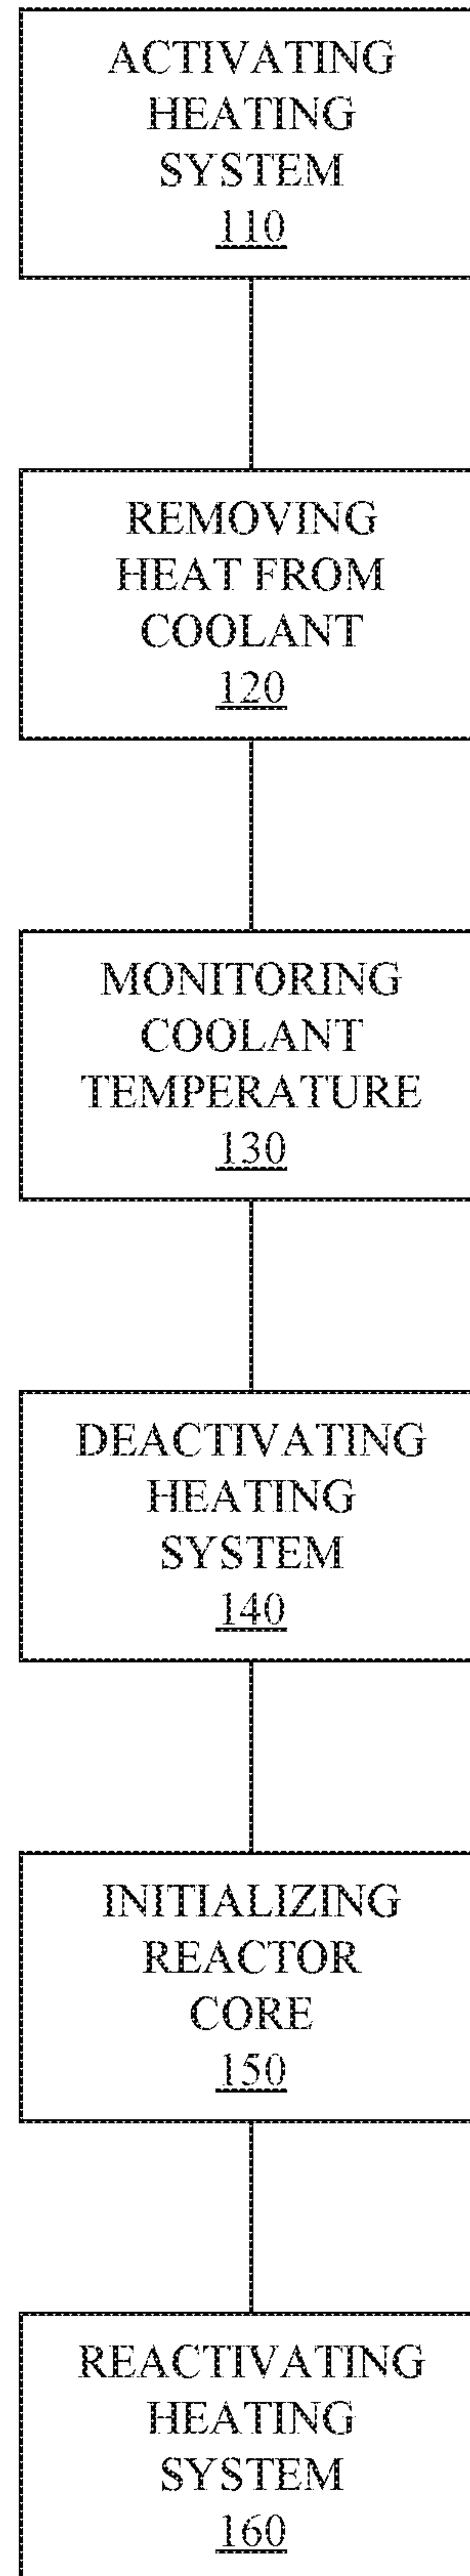 ACTIVATING
HEATING
SYSTEM
110
REMOVING
HEAT FROM
COOLANT
120
MONITORING
COOLANT
TEMPERATURE
130
DEACTIVATING
HEATING
SYSTEM
140
INITIALIZING
REACTOR
CORE
150
REACTIVATING
HEATING
SYSTEM
160